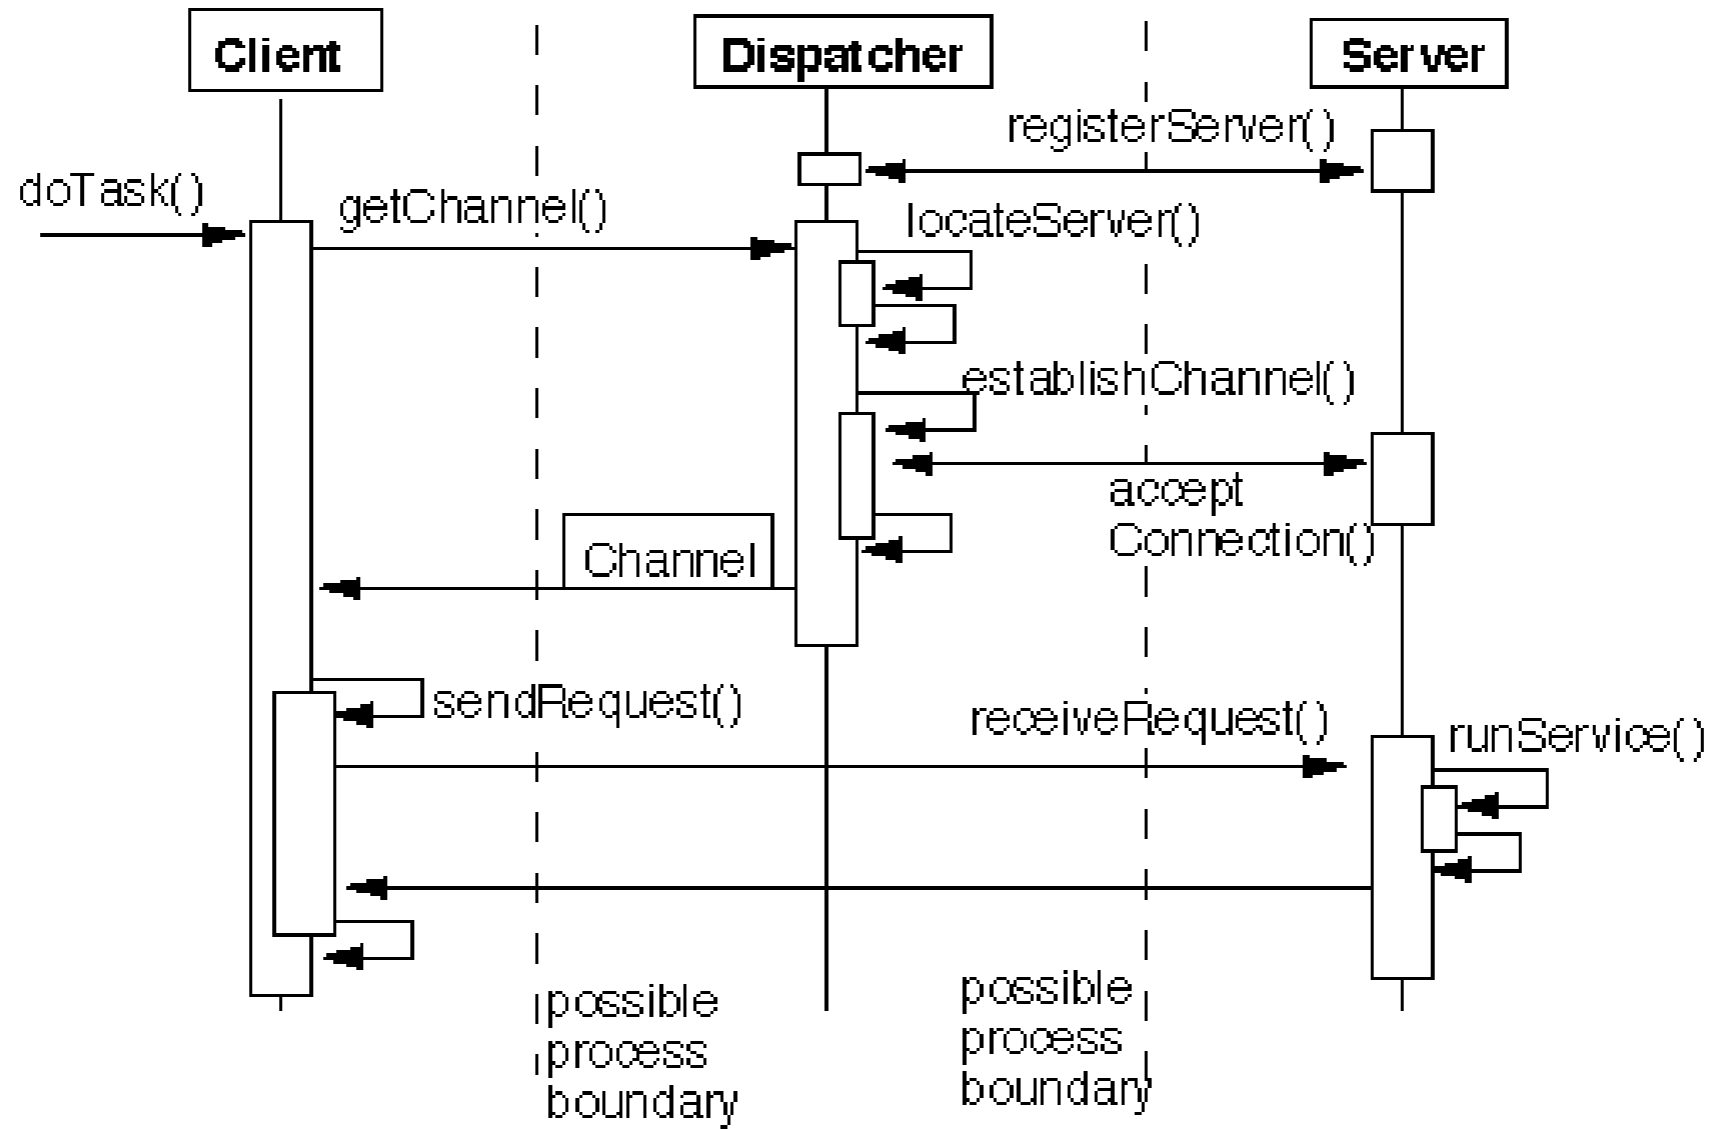 Client
Dispatcher
Server
registerServer()
doTask()
getChannel()
locateServer()
establishChannel()
accept
Connection()
Channel
sendRequest()
receiveRequest()
runService()
possible
process
boundary
possible
process
boundary